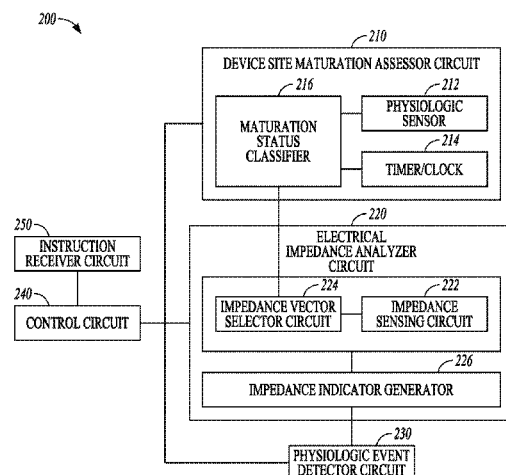 200
210
DEVICE SITE MATURATION ASSESSOR CIRCUIT
216
212
MATURATION
STATUS
CLASSIFIER
PHYSIOLOGIC
SENSOR
214
TIMER/CLOCK
220
ELECTRICAL
IMPEDANCE ANALYZER
CIRCUIT
250
INSTRUCTION
RECEIVER CIRCUIT
224
222
IMPEDANCE VECTOR
SELECTOR CIRCUIT
IMPEDANCE
SENSING CIRCUIT
240
CONTROL CIRCUIT
226
IMPEDANCE INDICATOR GENERATOR
230
PHYSIOLOGIC EVENT
DETECTOR CIRCUIT